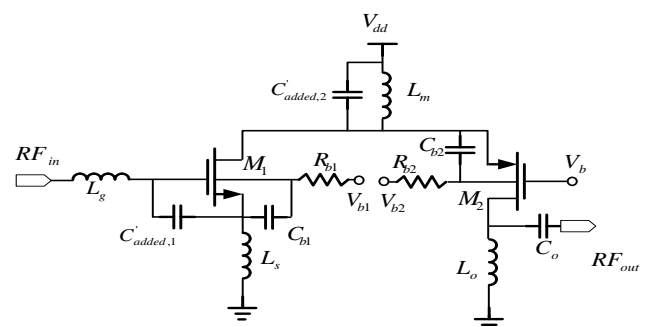 V_dd
C'_added,2
L_m
RF_in
L_g
M_1
R_b1
V_b1
C_b2
R_b2
V_b2
V_b
M_2
C'_added,1
C_b1
L_s
L_o
C_o
RF_out